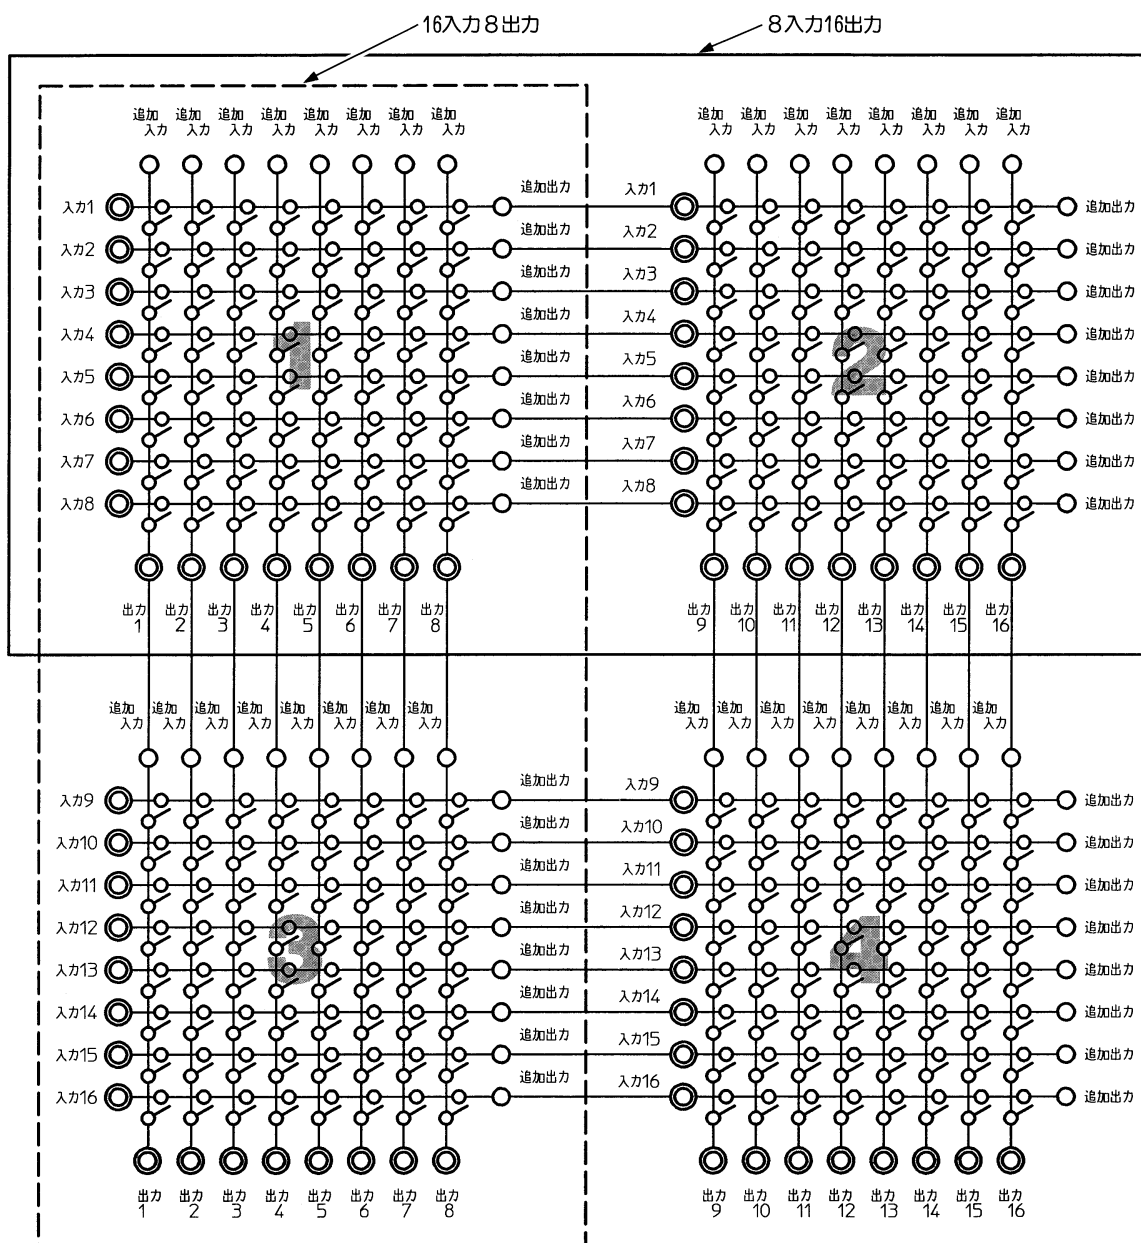 16入力8出力
8入力16出力
追加 追加 追加 追加 追加 追加 追加 追加
入力 入力 入力 入力 入力 入力 入力 入力
追加 追加 追加 追加 追加 追加 追加 追加
入力 入力 入力 入力 入力 入力 入力 入力
入力1 追加出力 入力1 追加出力
入力2 追加出力 入力2 追加出力
入力3 追加出力 入力3 追加出力
入力4 追加出力 入力4 追加出力
1 2
入力5 追加出力 入力5 追加出力
入力6 追加出力 入力6 追加出力
入力7 追加出力 入力7 追加出力
入力8 追加出力 入力8 追加出力
出力 出力 出力 出力 出力 出力 出力 出力
1 2 3 4 5 6 7 8
出力 出力 出力 出力 出力 出力 出力 出力
9 10 11 12 13 14 15 16
追加 追加 追加 追加 追加 追加 追加 追加
入力 入力 入力 入力 入力 入力 入力 入力
追加 追加 追加 追加 追加 追加 追加 追加
入力 入力 入力 入力 入力 入力 入力 入力
入力9 追加出力 入力9 追加出力
入力10 追加出力 入力10 追加出力
入力11 追加出力 入力11 追加出力
入力12 追加出力 入力12 追加出力
3 4
入力13 追加出力 入力13 追加出力
入力14 追加出力 入力14 追加出力
入力15 追加出力 入力15 追加出力
入力16 追加出力 入力16 追加出力
出力 出力 出力 出力 出力 出力 出力 出力
1 2 3 4 5 6 7 8
出力 出力 出力 出力 出力 出力 出力 出力
9 10 11 12 13 14 15 16